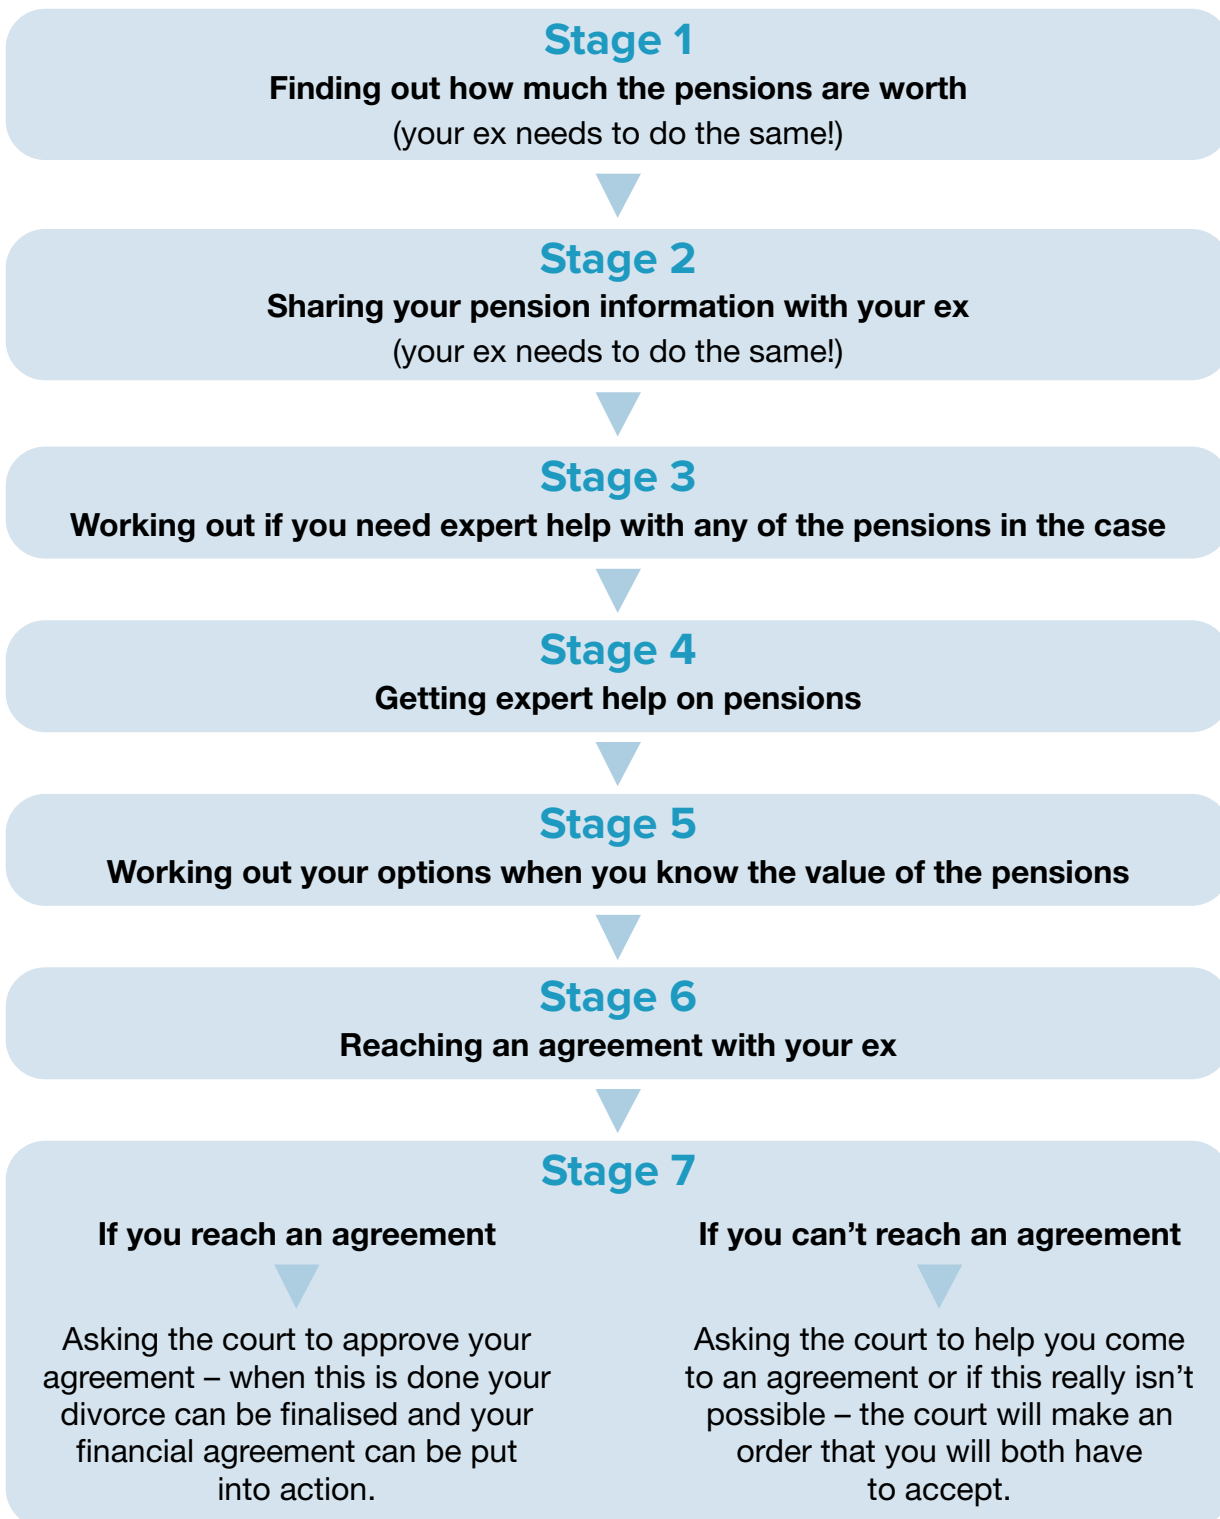 Stage 1
Finding out how much the pensions are worth
(your ex needs to do the same!)
Stage 2
Sharing your pension information with your ex
(your ex needs to do the same!)
Stage 3
Working out if you need expert help with any of the pensions in the case
Stage 4
Getting expert help on pensions
Stage 5
Working out your options when you know the value of the pensions
Stage 6
Reaching an agreement with your ex
Stage 7
If you reach an agreement
Asking the court to approve your
agreement – when this is done your
divorce can be finalised and your
financial agreement can be put
into action.
If you can’t reach an agreement
Asking the court to help you come
to an agreement or if this really isn’t
possible – the court will make an
order that you will both have
to accept.